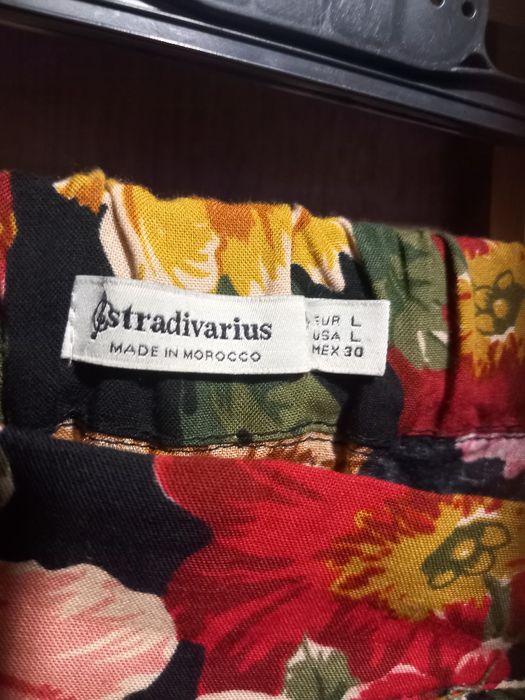 stradivarius
MADE IN MOROCCO
EUR L
USA L
MEX 30